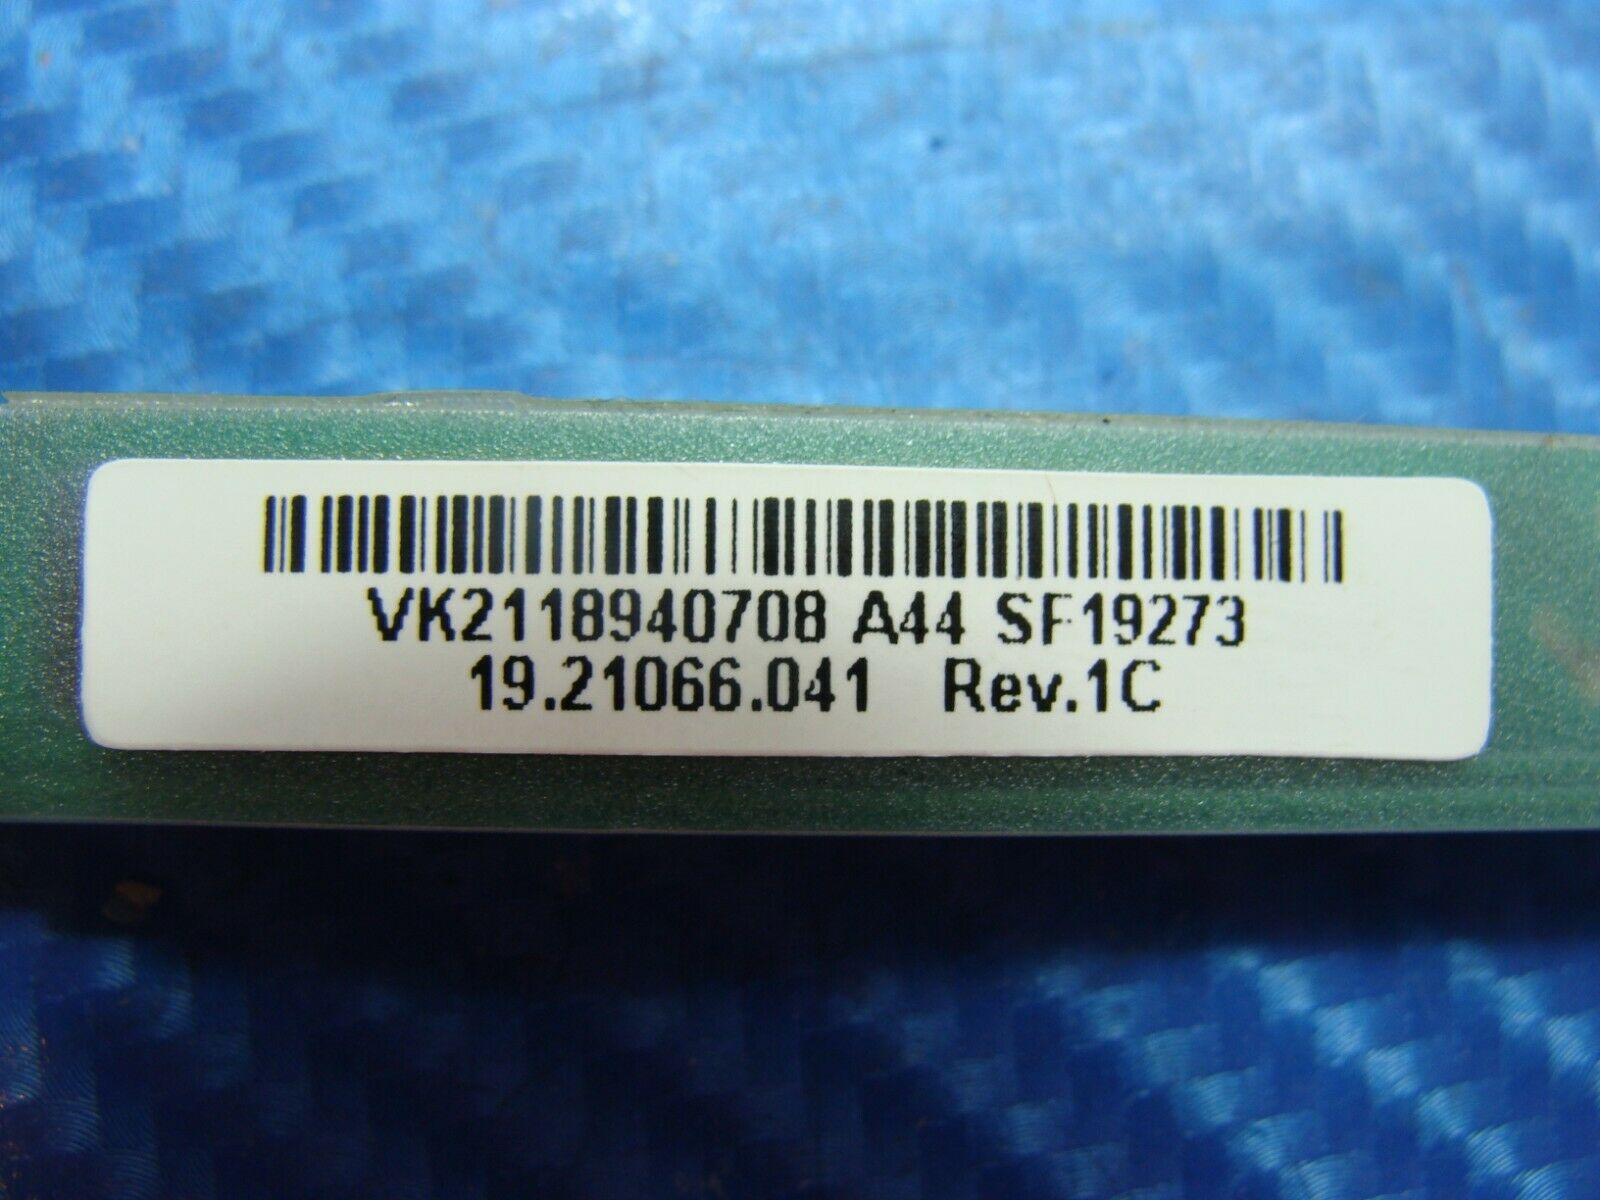 VK2118940708 A44 SF19273
19.21066.041 Rev.1C